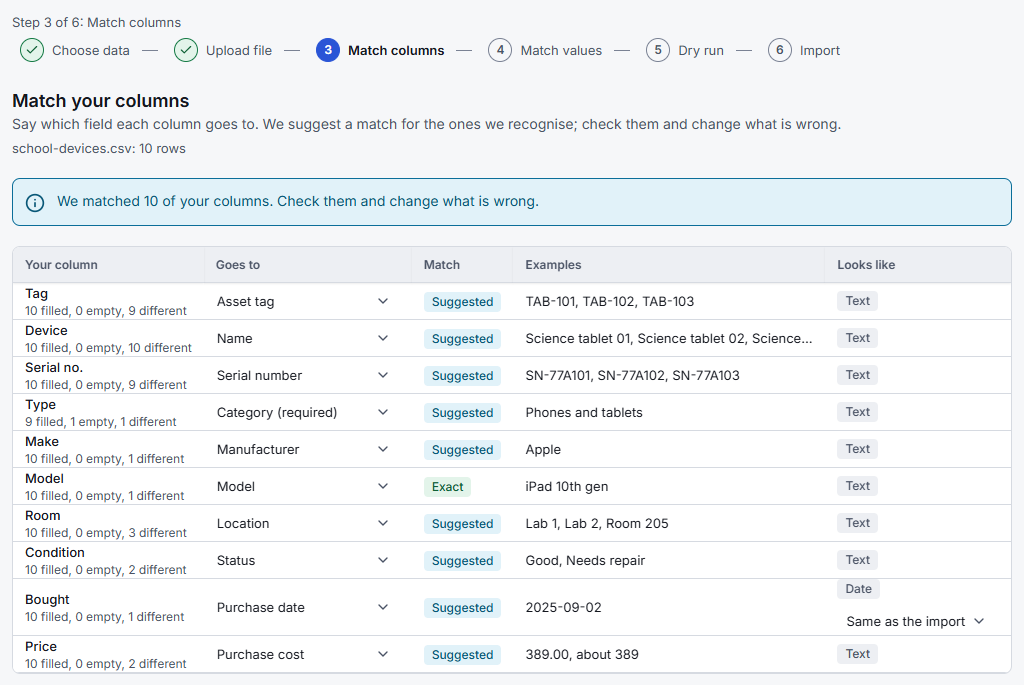 Step 3 of 6: Match columns
Choose data — Upload file — 3 Match columns — 4 Match values — 5 Dry run — 6 Import
Match your columns
Say which field each column goes to. We suggest a match for the ones we recognise; check them and change what is wrong.
school-devices.csv: 10 rows
We matched 10 of your columns. Check them and change what is wrong.
Your column Goes to Match Examples Looks like
Tag
10 filled, 0 empty, 9 different
Asset tag Suggested TAB-101, TAB-102, TAB-103 Text
Device
10 filled, 0 empty, 10 different
Name Suggested Science tablet 01, Science tablet 02, Science... Text
Serial no.
10 filled, 0 empty, 9 different
Serial number Suggested SN-77A101, SN-77A102, SN-77A103 Text
Type
9 filled, 1 empty, 1 different
Category (required) Suggested Phones and tablets Text
Make
10 filled, 0 empty, 1 different
Manufacturer Suggested Apple Text
Model
10 filled, 0 empty, 1 different
Model Exact iPad 10th gen Text
Room
10 filled, 0 empty, 3 different
Location Suggested Lab 1, Lab 2, Room 205 Text
Condition
10 filled, 0 empty, 2 different
Status Suggested Good, Needs repair Text
Bought
10 filled, 0 empty, 1 different
Purchase date Suggested 2025-09-02 Date
Same as the import
Price
10 filled, 0 empty, 2 different
Purchase cost Suggested 389.00, about 389 Text